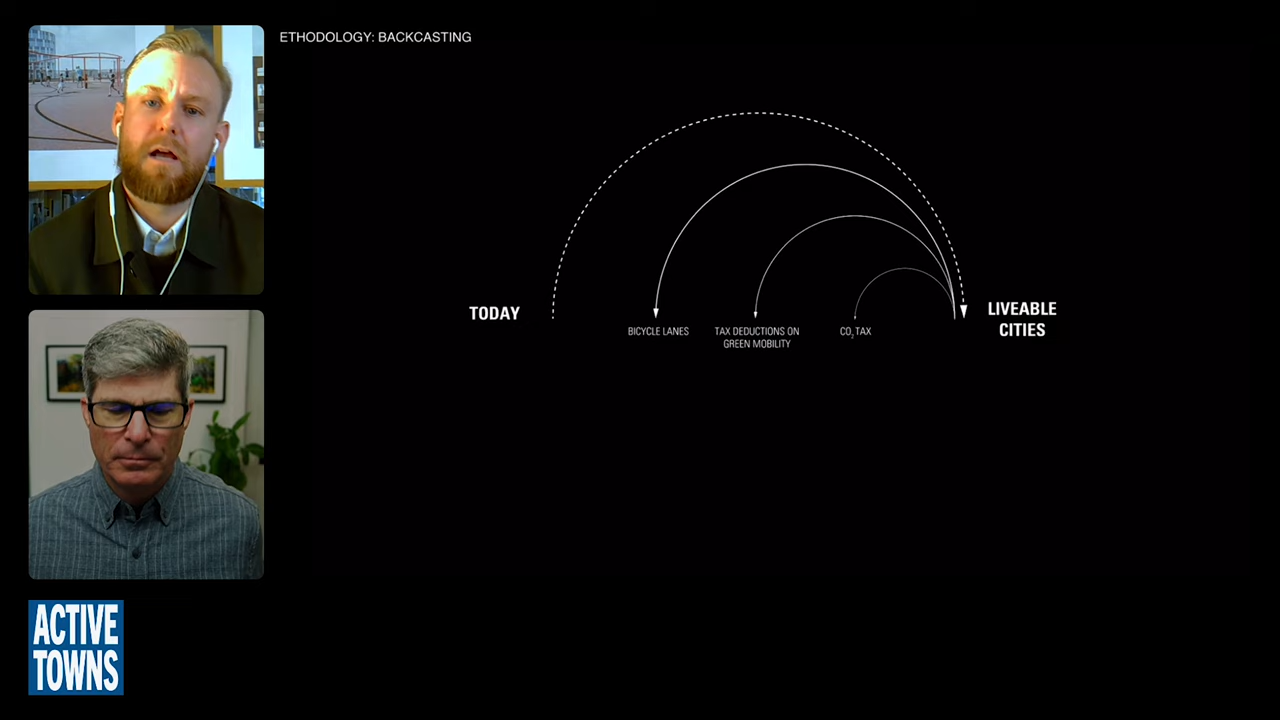 ETHODOLOGY: BACKCASTING
TODAY
BICYCLE LANES
TAX DEDUCTIONS ON
GREEN MOBILITY
CO₂ TAX
LIVEABLE
CITIES
ACTIVE
TOWNS